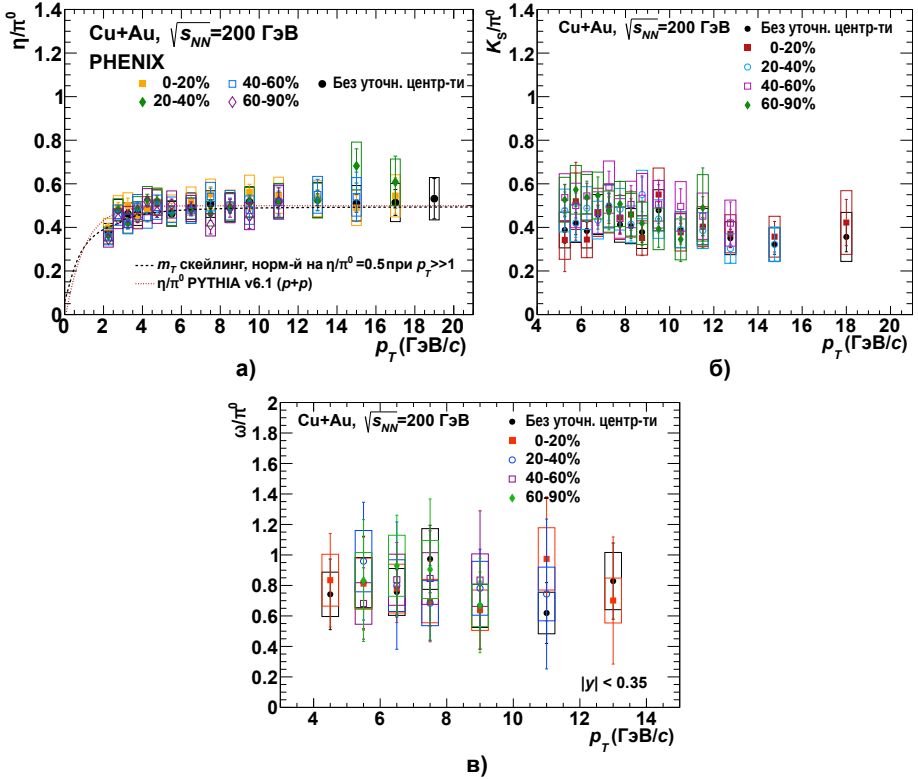 η/π⁰
Cu+Au, √s_NN=200 ГэВ
PHENIX
0-20%
40-60%
Без уточн. центр-ти
20-40%
60-90%
m_T скейлинг, норм-й на η/π⁰=0.5 при p_T>>1
η/π⁰ PYTHIA v6.1 (p+p)
1.4
1.2
1
0.8
0.6
0.4
0.2
0
0 2 4 6 8 10 12 14 16 18 20
p_T(ГэВ/c)
а)
K_S/π⁰
Cu+Au, √s_NN=200 ГэВ
Без уточн. центр-ти
0-20%
20-40%
40-60%
60-90%
1.4
1.2
1
0.8
0.6
0.4
0.2
0
4 6 8 10 12 14 16 18 20
p_T(ГэВ/c)
б)
ω/π⁰
Cu+Au, √s_NN=200 ГэВ
Без уточн. центр-ти
0-20%
20-40%
40-60%
60-90%
2
1.8
1.6
1.4
1.2
1
0.8
0.6
0.4
0.2
0
|y| < 0.35
4 6 8 10 12 14
p_T(ГэВ/c)
в)